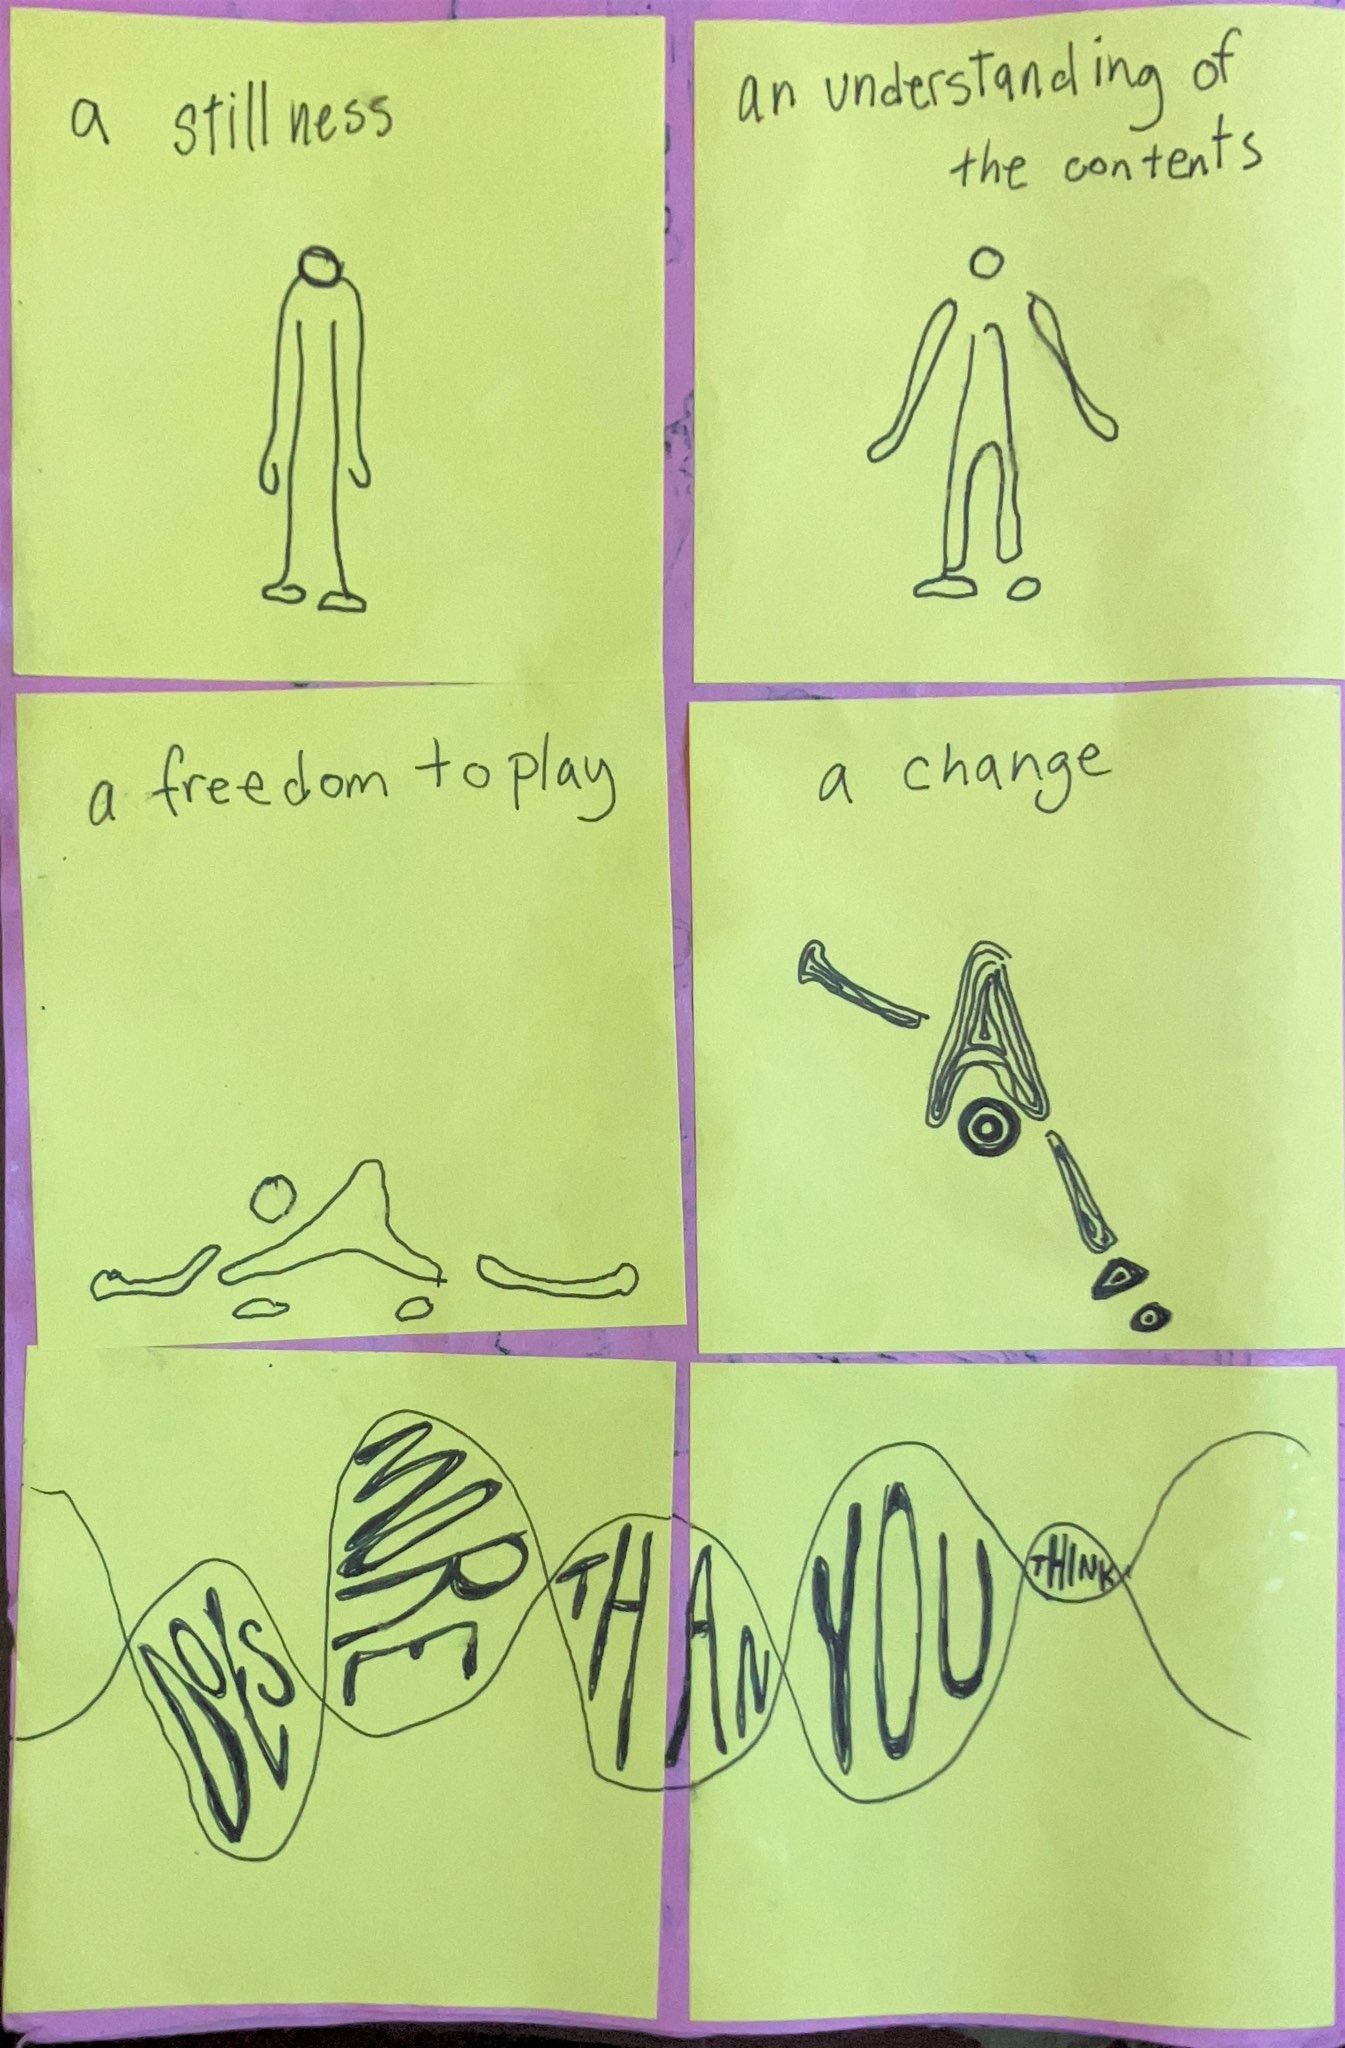 a stillness
an understanding of
the contents
a freedom to play
a change
DOES MORE THAN YOU THINK